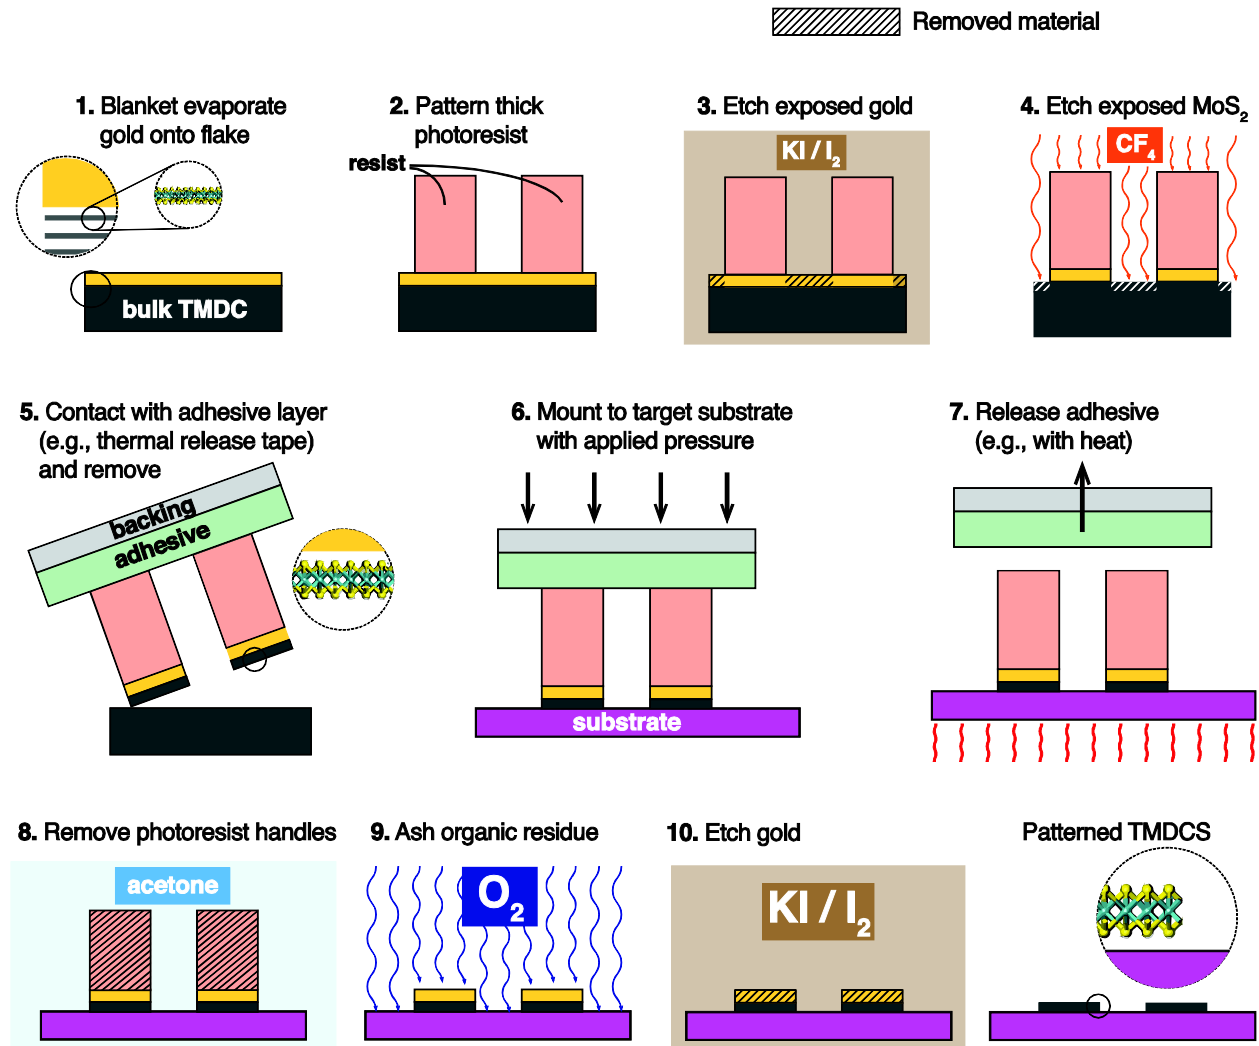 Removed material
1. Blanket evaporate
gold onto flake
bulk TMDC
2. Pattern thick
photoresist
resist
3. Etch exposed gold
KI / I2
4. Etch exposed MoS2
CF4
5. Contact with adhesive layer
(e.g., thermal release tape)
and remove
backing
adhesive
6. Mount to target substrate
with applied pressure
substrate
7. Release adhesive
(e.g., with heat)
8. Remove photoresist handles
acetone
9. Ash organic residue
O2
10. Etch gold
KI / I2
Patterned TMDCS